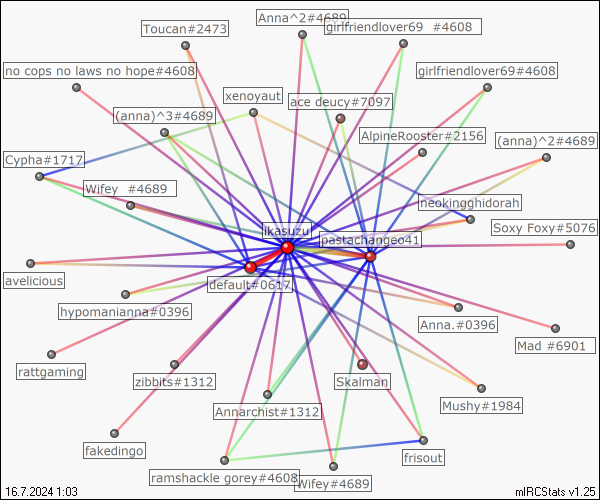 Anna^2#4689
Toucan#2473
girlfriendlover69 #4608
no cops no laws no hope#4608
girlfriendlover69#4608
xenoyaut
ace deucy#7097
(anna)^3#4689
AlpineRooster#2156
(anna)^2#4689
Cypha#1717
Wifey #4689
neokingghidorah
ikasuzu
Soxy Foxy#5076
pastachangeo41
avelicious
default#0617
hypomanianna#0396
Anna.#0396
Mad #6901
rattgaming
zibbits#1312
Skalman
Annarchist#1312
Mushy#1984
fakedingo
frisout
ramshackle gorey#4608
Wifey#4689
16.7.2024 1:03
mIRCStats v1.25